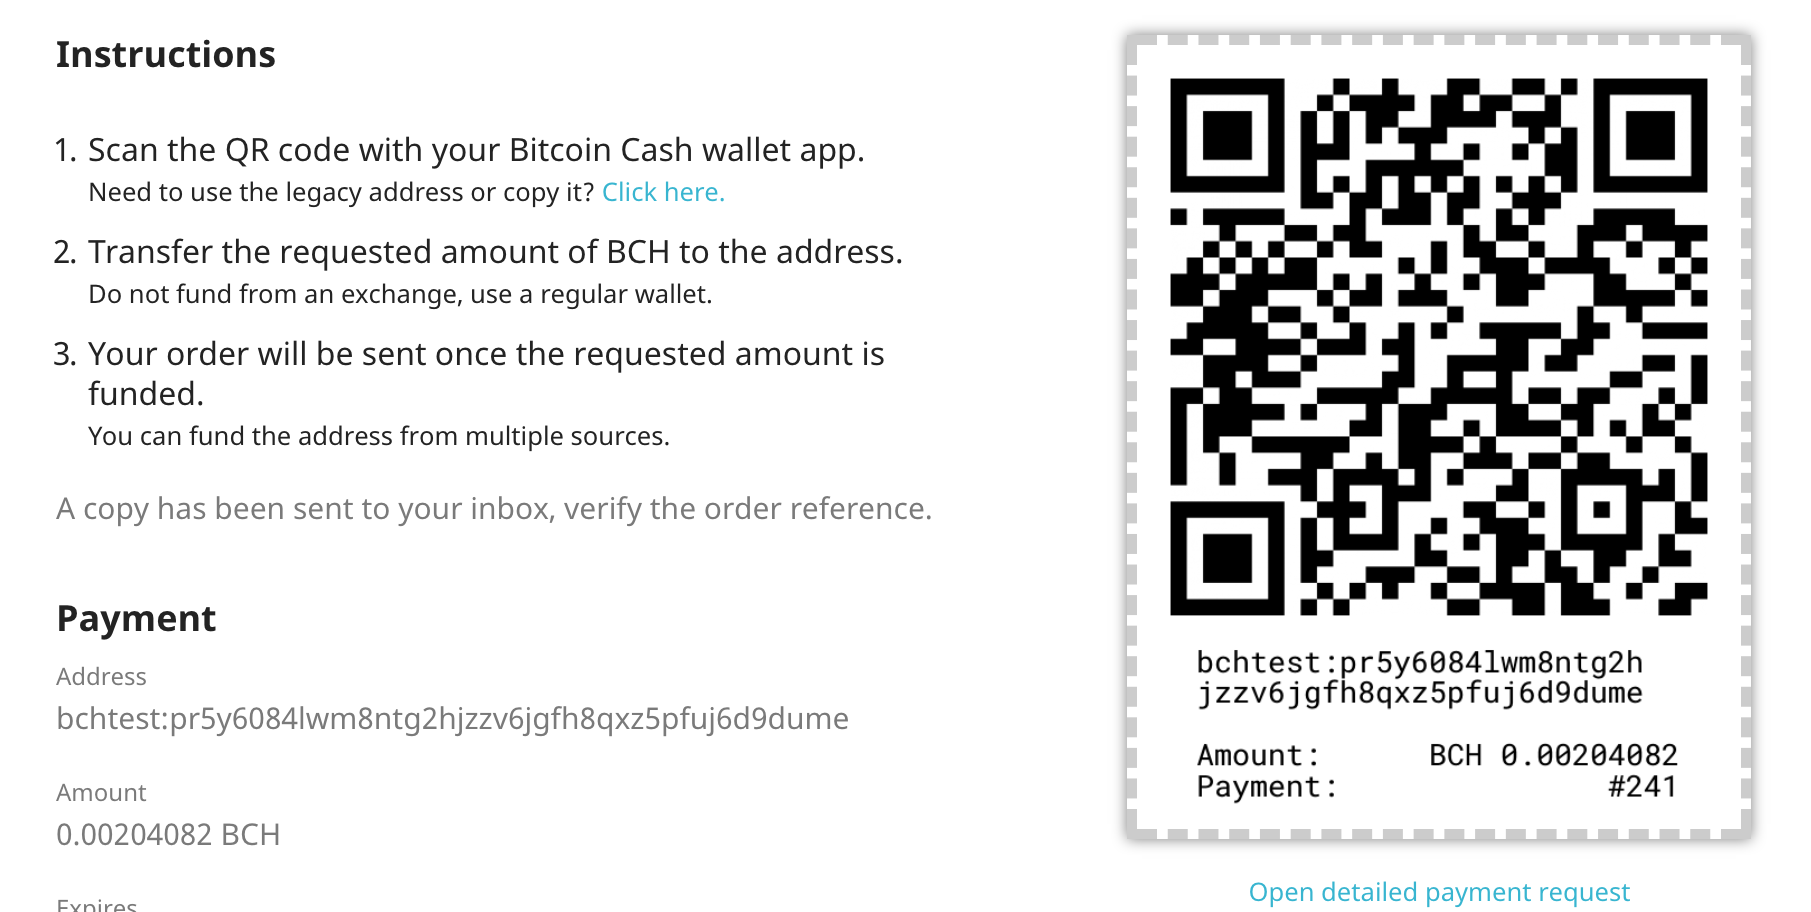 Instructions
1. Scan the QR code with your Bitcoin Cash wallet app.
Need to use the legacy address or copy it? Click here.
2. Transfer the requested amount of BCH to the address.
Do not fund from an exchange, use a regular wallet.
3. Your order will be sent once the requested amount is
funded.
You can fund the address from multiple sources.
A copy has been sent to your inbox, verify the order reference.
Payment
Address
bchtest:pr5y6084lwm8ntg2hjzzv6jgfh8qxz5pfuj6d9dume
Amount
0.00204082 BCH
Expires
bchtest:pr5y6084lwm8ntg2h
jzzv6jgfh8qxz5pfuj6d9dume
Amount: BCH 0.00204082
Payment: #241
Open detailed payment request